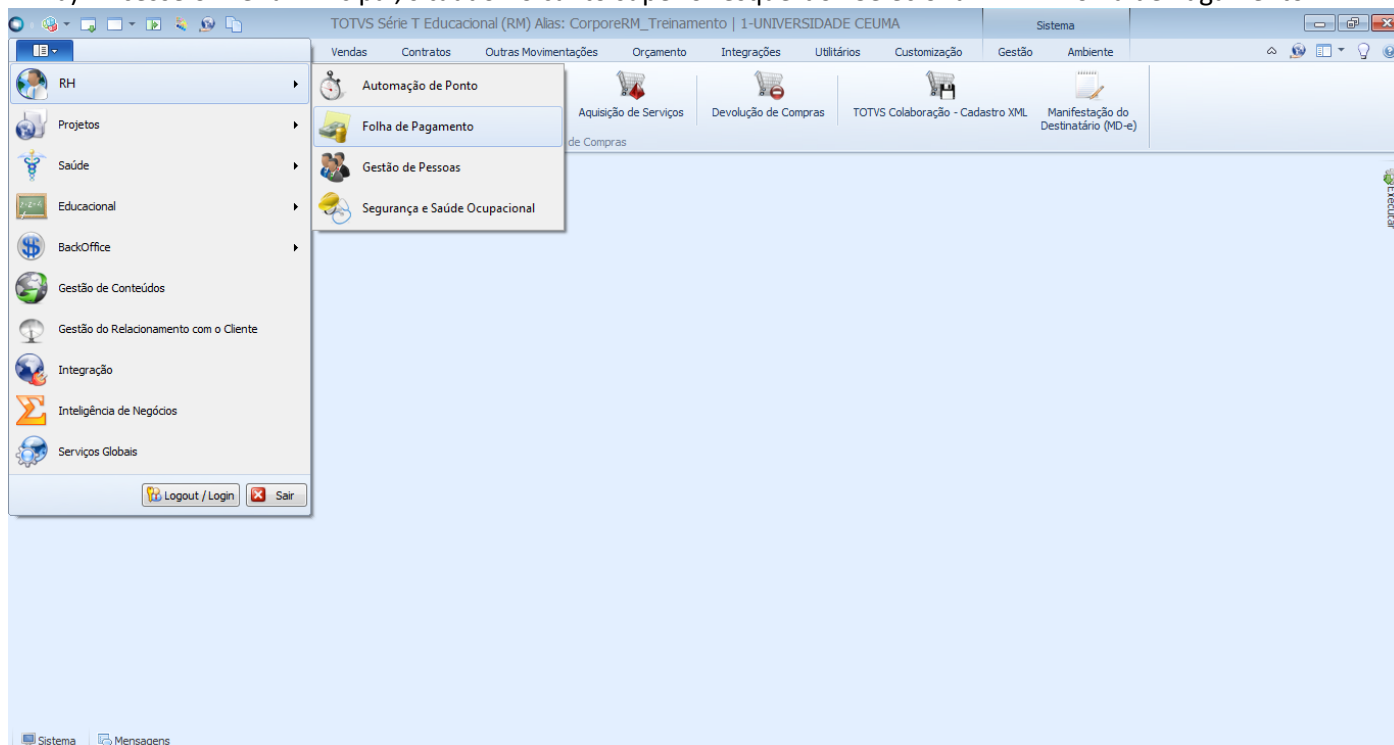 TOTVS Série T Educacional (RM) Alias: CorporeRM_Treinamento | 1-UNIVERSIDADE CEUMA
Sistema
Vendas Contratos Outras Movimentações Orçamento Integrações Utilitários Customização Gestão Ambiente
RH
Projetos
Saúde
Educacional
BackOffice
Gestão de Conteúdos
Gestão do Relacionamento com o Cliente
Integração
Inteligência de Negócios
Serviços Globais
Logout / Login Sair
Automação de Ponto
Folha de Pagamento
Gestão de Pessoas
Segurança e Saúde Ocupacional
Aquisição de Serviços
Devolução de Compras
TOTVS Colaboração - Cadastro XML
Manifestação do
Destinatário (MD-e)
de Compras
Executar
Sistema Mensagens